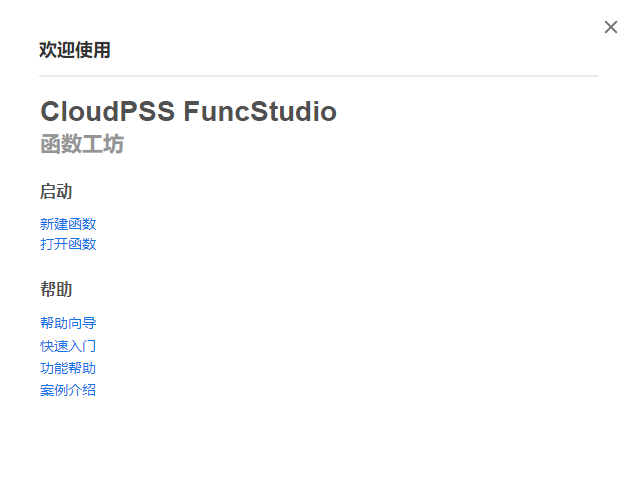 欢迎使用
CloudPSS FuncStudio
函数工坊
启动
新建函数
打开函数
帮助
帮助向导
快速入门
功能帮助
案例介绍